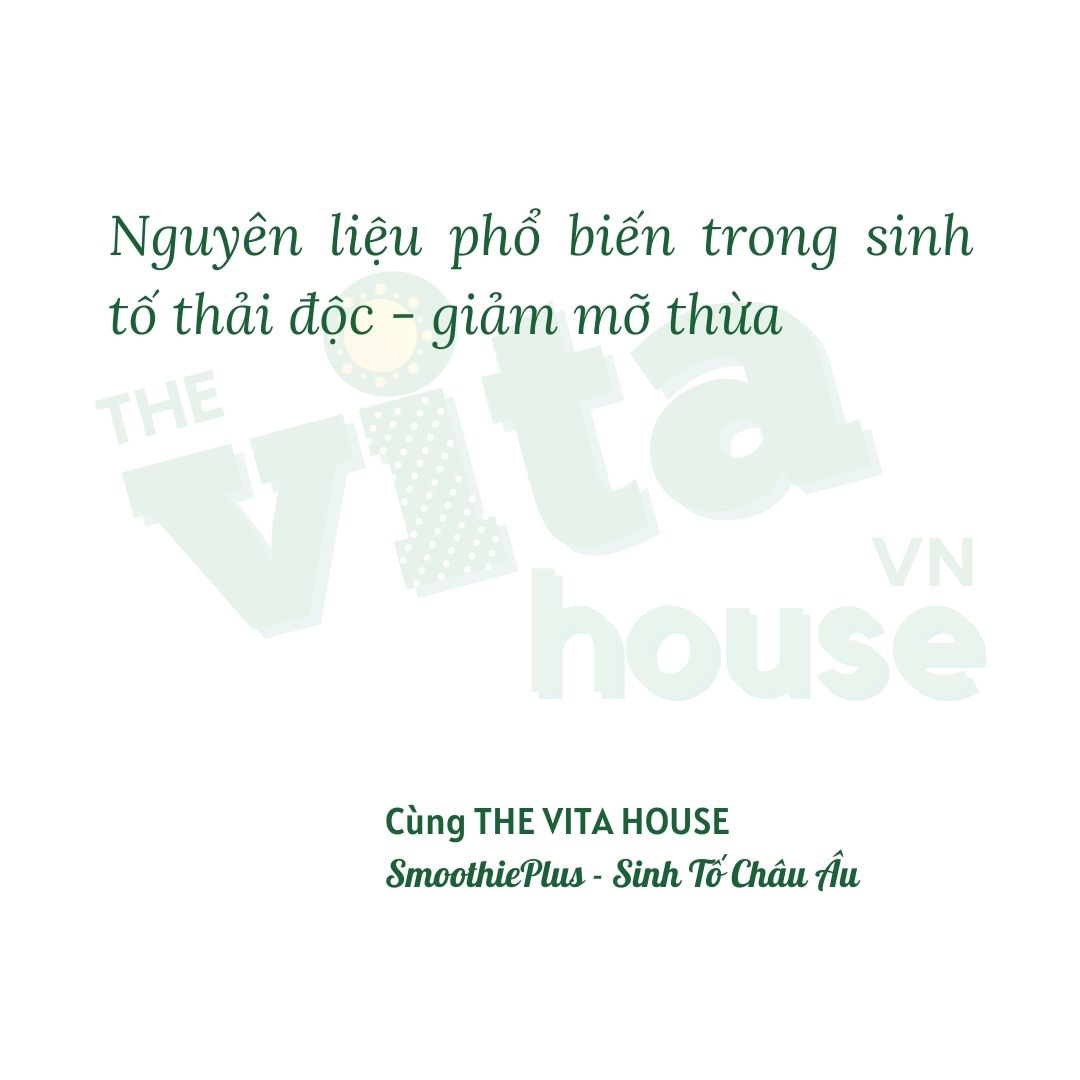 Nguyên liệu phổ biến trong sinh
tố thải độc - giảm mỡ thừa
THE
vita
VN
house
Cùng THE VITA HOUSE
SmoothiePlus - Sinh Tố Châu Âu